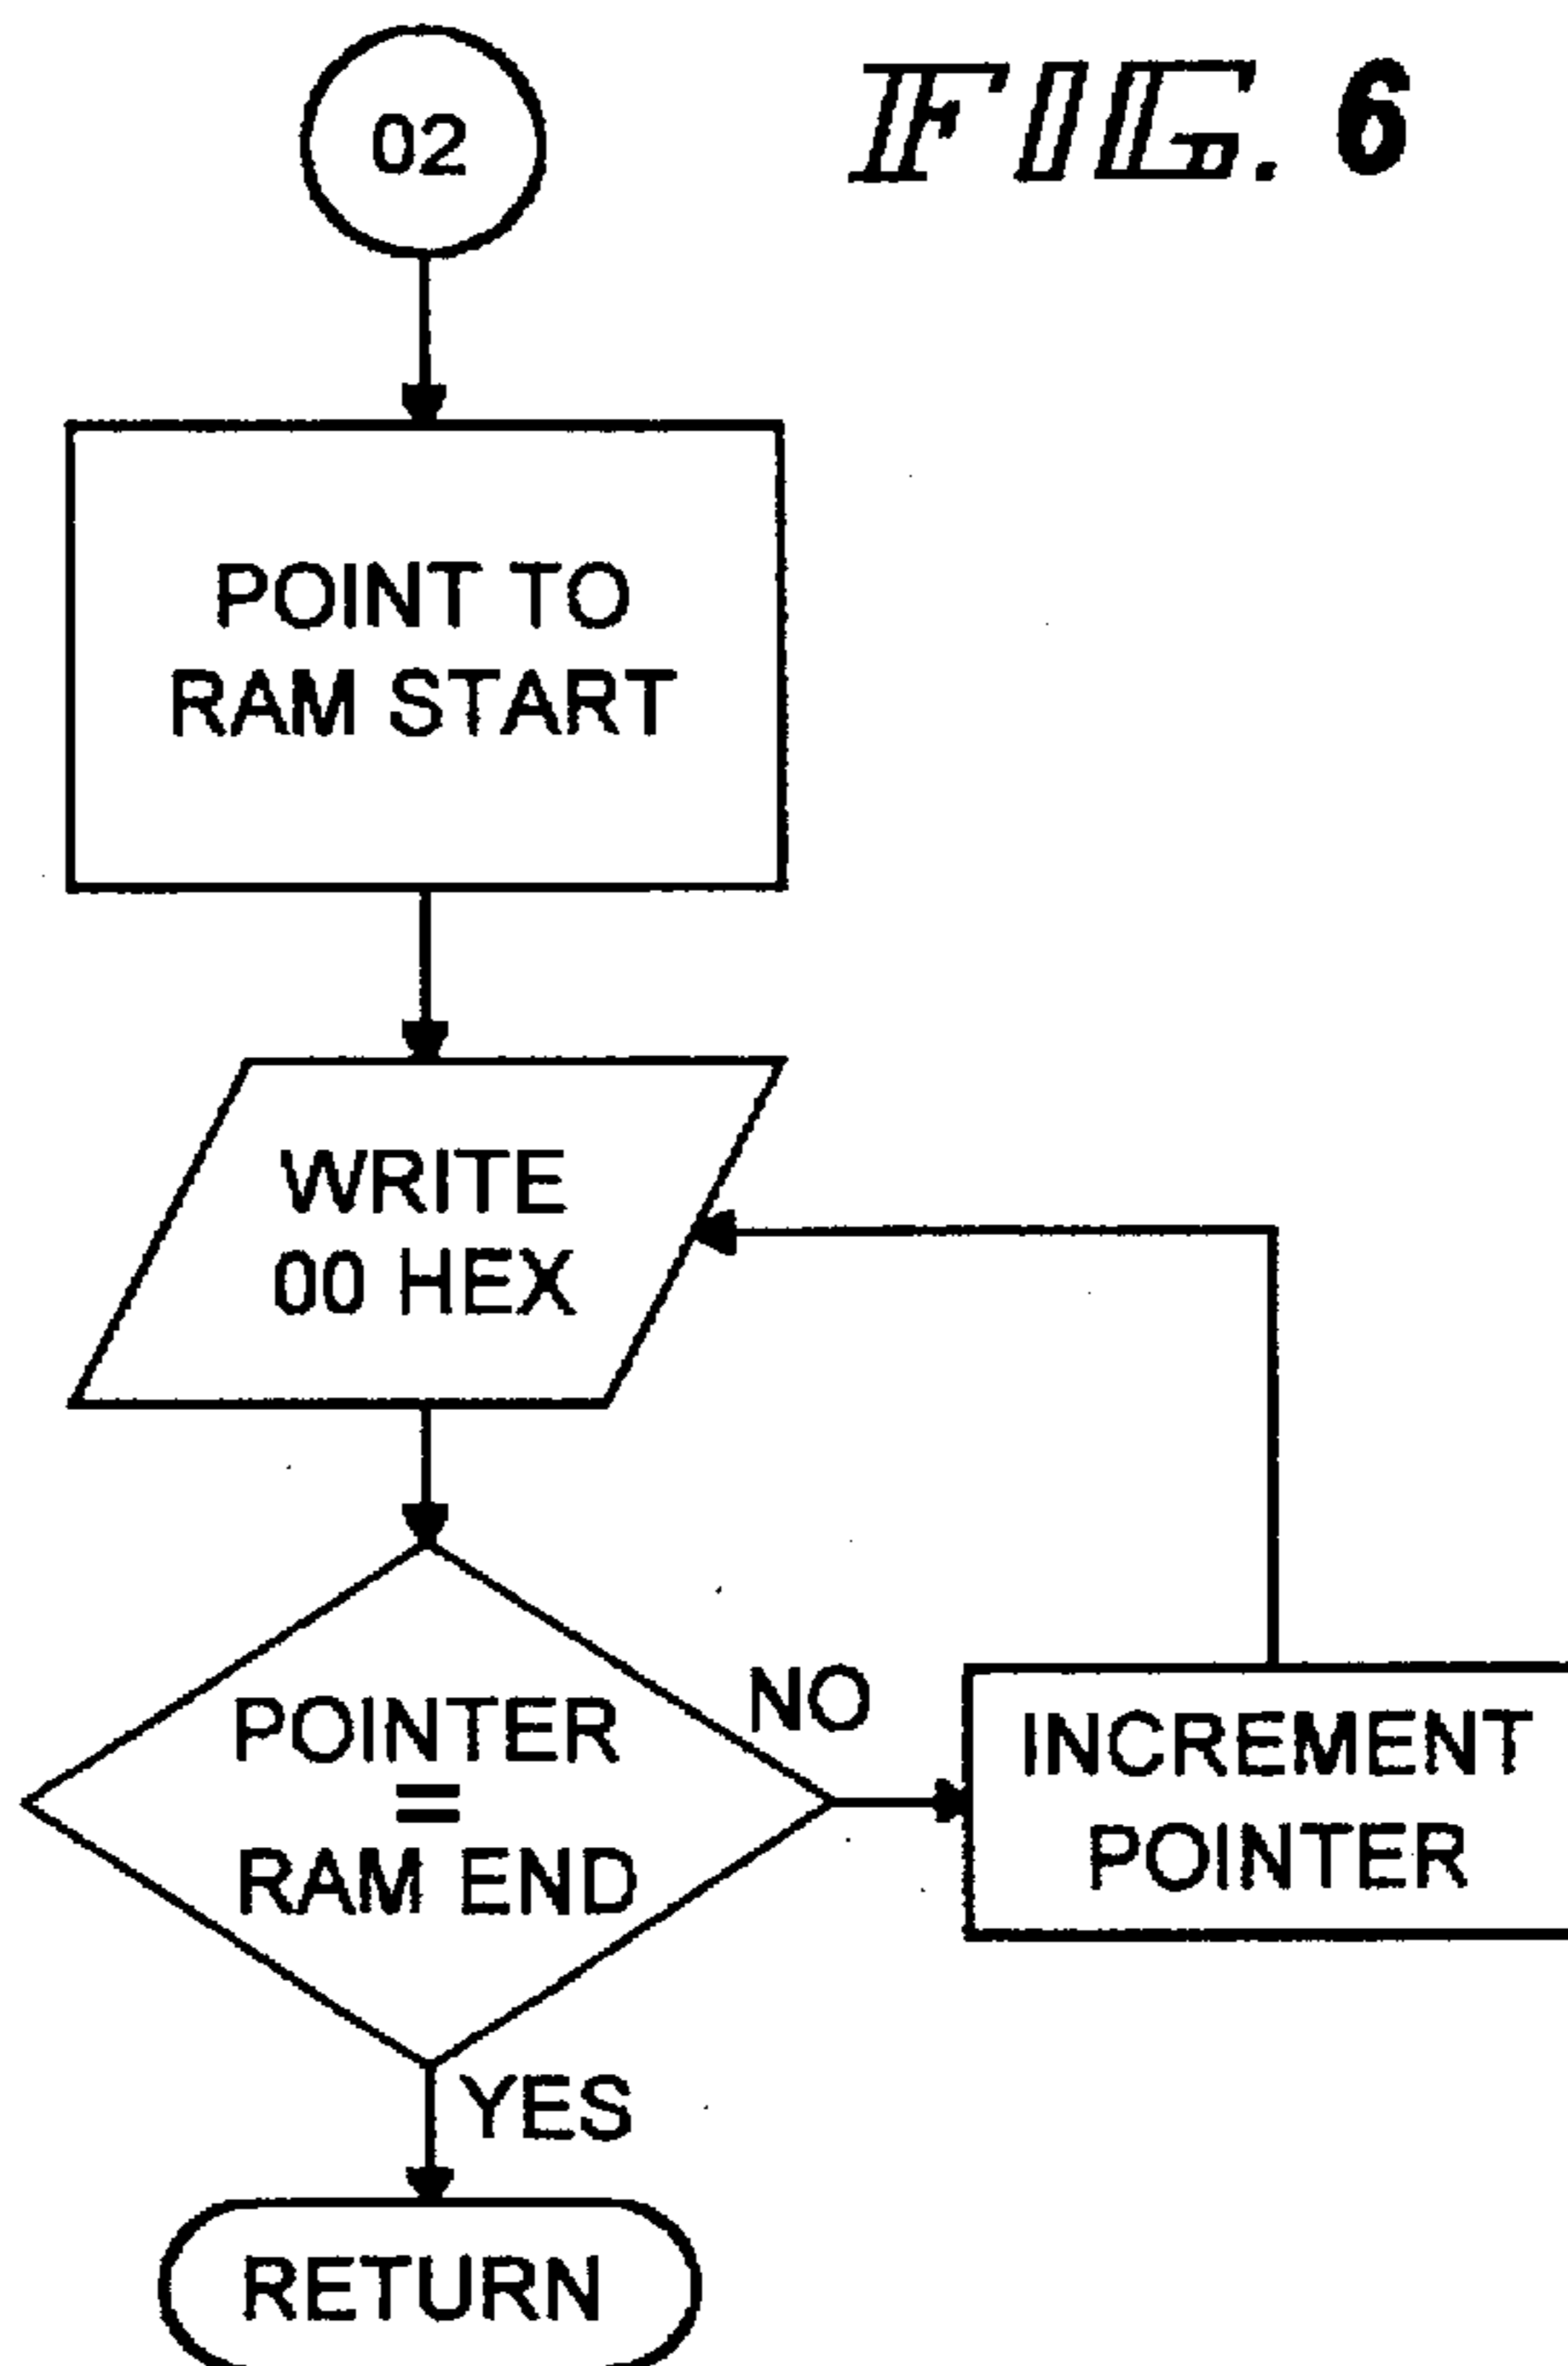 02
FIG. 6
POINT TO
RAM START
WRITE
00 HEX
POINTER
=
RAM END
NO
INCREMENT
POINTER
YES
RETURN